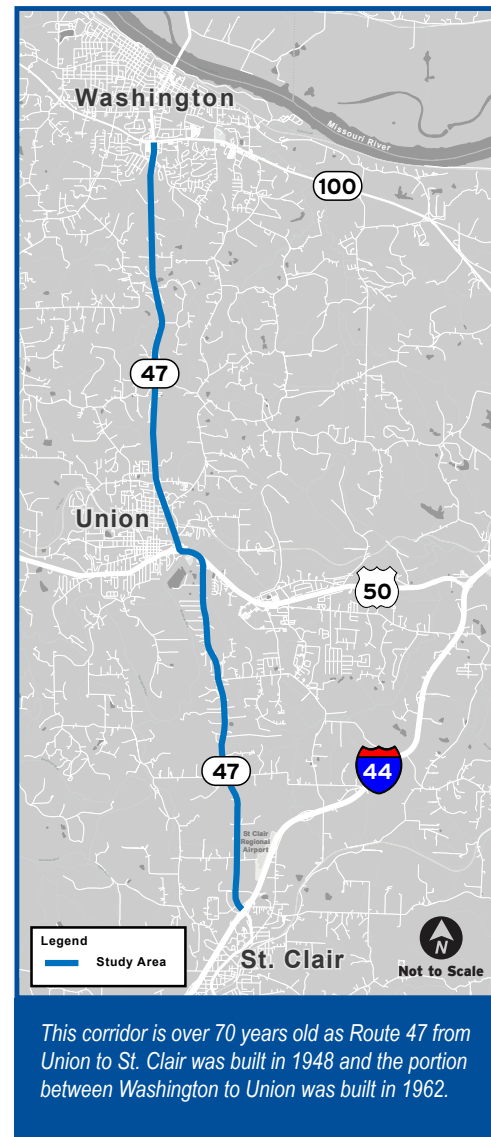 Washington
Missouri River
100
47
Union
50
47
44
St Clair
Regional
Airport
Legend
Study Area
St. Clair
N
Not to Scale
This corridor is over 70 years old as Route 47 from
Union to St. Clair was built in 1948 and the portion
between Washington to Union was built in 1962.